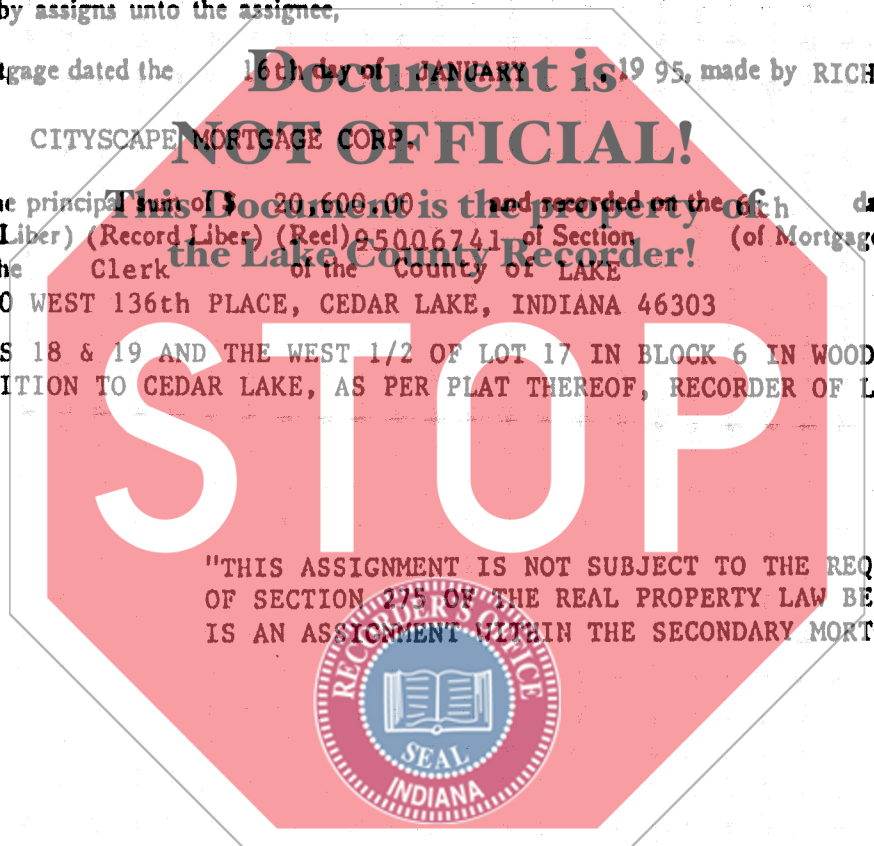 by assigns unto the assignee,
tgage dated the 16th day of JANUARY , 19 95, made by RICH
Document is
CITYSCAPE MORTGAGE CORP.
NOT OFFICIAL!
e principal sum of $ 20,600.00 and recorded on the 6th da
This Document is the property of
Liber) (Record Liber) (Reel) 95006741 of Section (of Mortgage
the Lake County Recorder!
he Clerk of the County of LAKE
0 WEST 136th PLACE, CEDAR LAKE, INDIANA 46303
S 18 & 19 AND THE WEST 1/2 OF LOT 17 IN BLOCK 6 IN WOOD
ITION TO CEDAR LAKE, AS PER PLAT THEREOF, RECORDER OF L
STOP
"THIS ASSIGNMENT IS NOT SUBJECT TO THE REQ
OF SECTION 275 OF THE REAL PROPERTY LAW BE
IS AN ASSIGNMENT WITHIN THE SECONDARY MORT
RECORDER'S OFFICE
SEAL
INDIANA